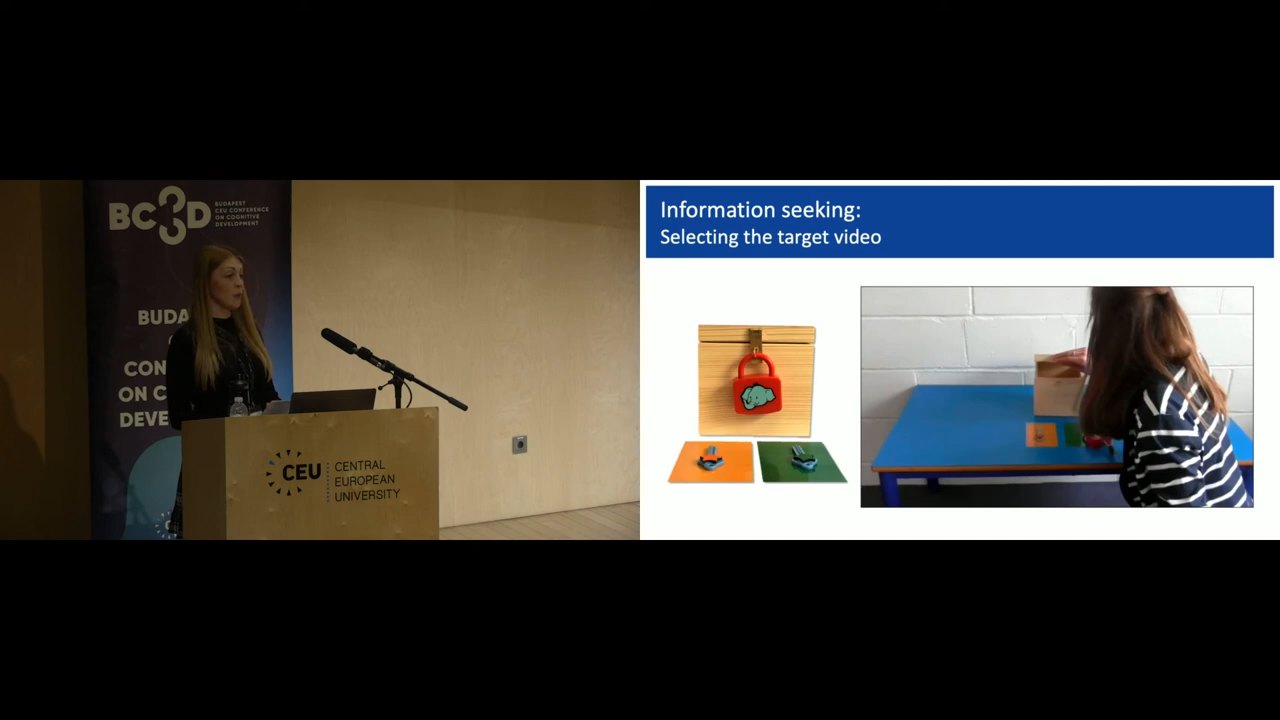 BC3D
BUDAPEST
CEU CONFERENCE
ON COGNITIVE
DEVELOPMENT
BUDA
CON
ON C
DEVE
CEU
CENTRAL
EUROPEAN
UNIVERSITY
Information seeking:
Selecting the target video